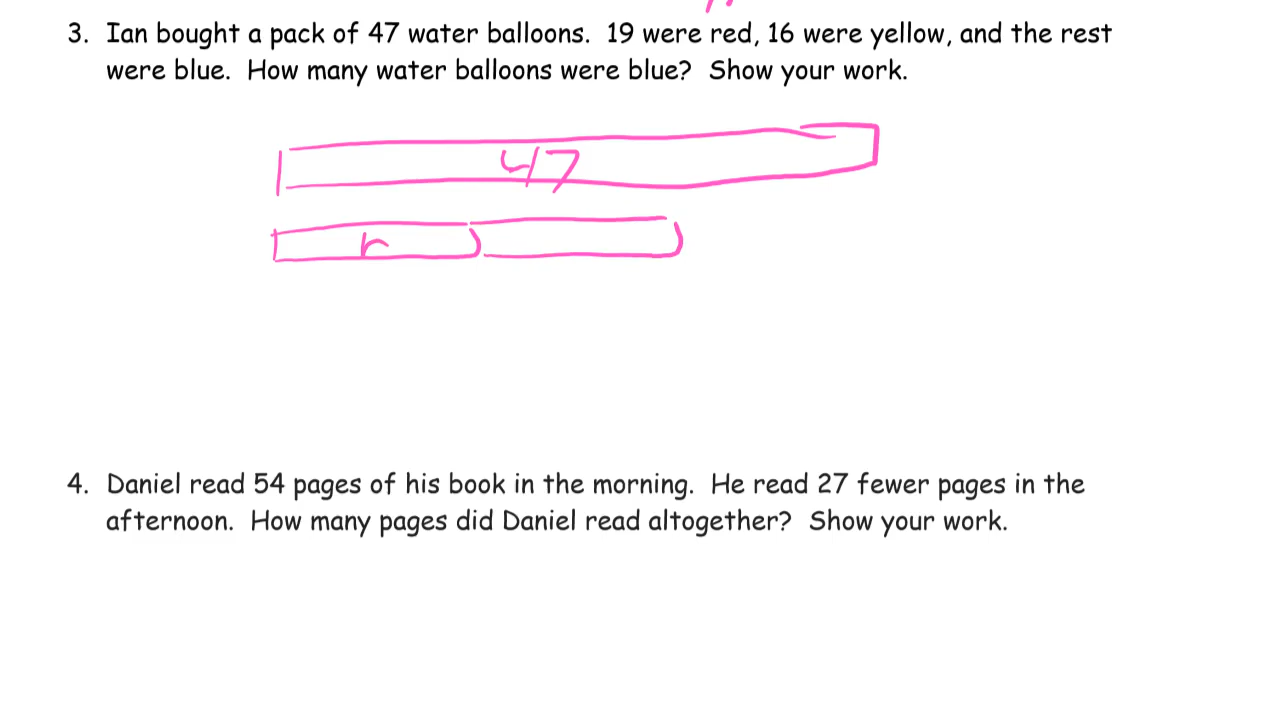 3. Ian bought a pack of 47 water balloons. 19 were red, 16 were yellow, and the rest
were blue. How many water balloons were blue? Show your work.
47
r
4. Daniel read 54 pages of his book in the morning. He read 27 fewer pages in the
afternoon. How many pages did Daniel read altogether? Show your work.